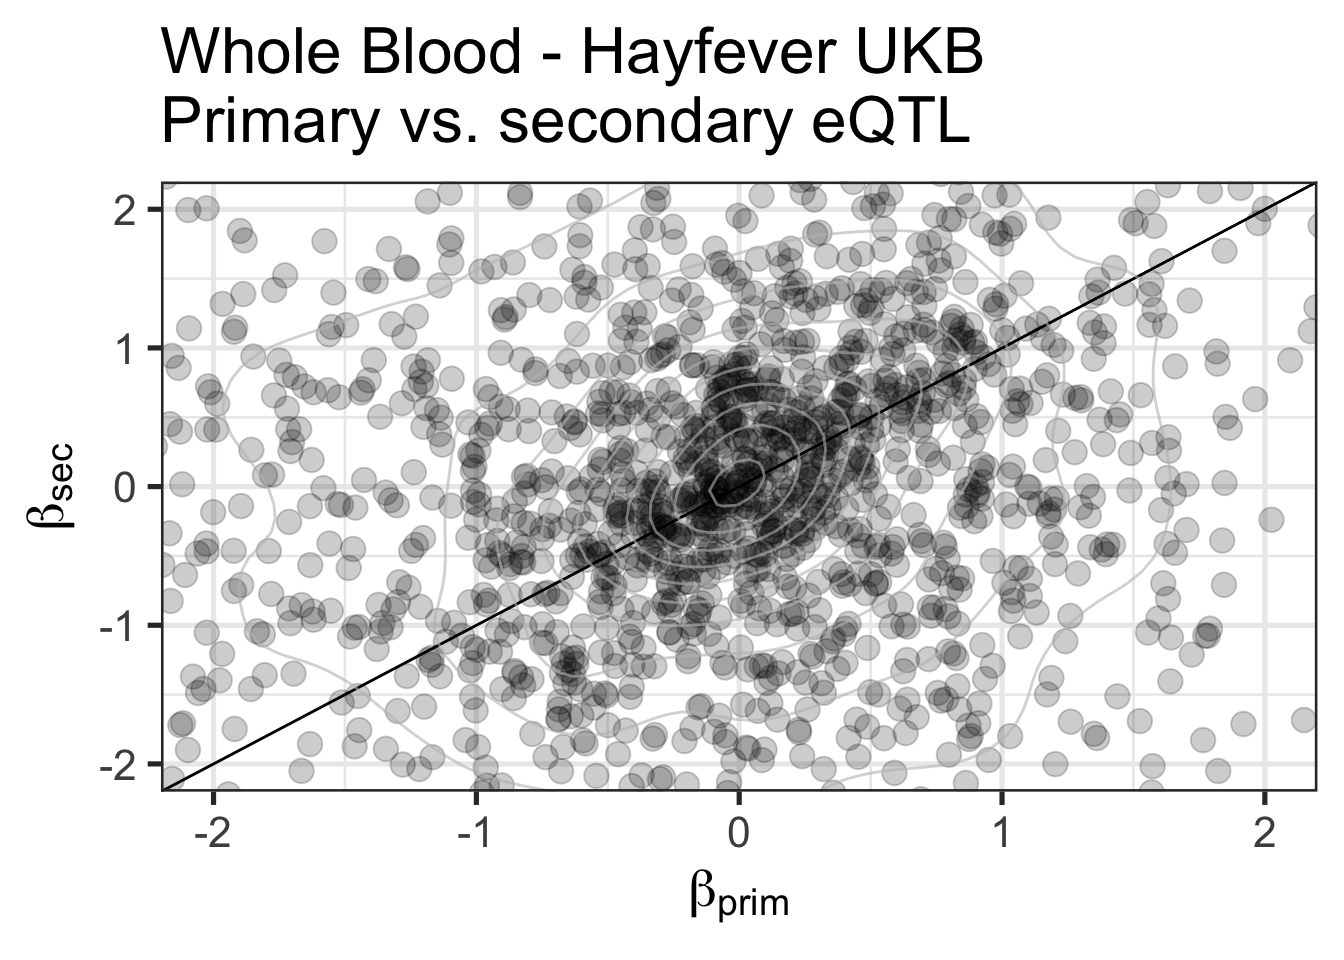 Whole Blood - Hayfever UKB
Primary vs. secondary eQTL
2
1
0
-1
-2
βsec
-2 -1 0 1 2
βprim